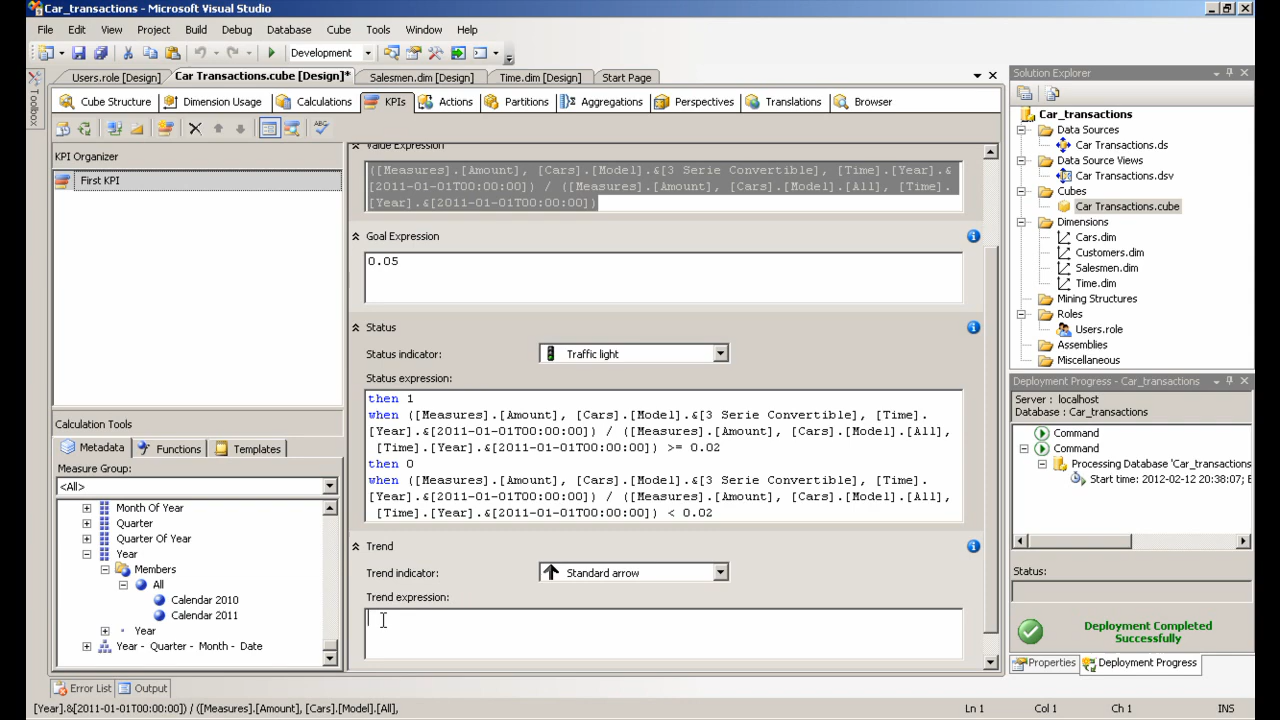 Car_transactions - Microsoft Visual Studio
File Edit View Project Build Debug Database Cube Tools Window Help
Development
Users.role [Design] Car Transactions.cube [Design]* Salesmen.dim [Design] Time.dim [Design] Start Page
Toolbox
Cube Structure Dimension Usage Calculations KPIs Actions Partitions Aggregations Perspectives Translations Browser
ABC
KPI Organizer
First KPI
Value Expression
([Measures].[Amount], [Cars].[Model].&[3 Serie Convertible], [Time].[Year].&
[2011-01-01T00:00:00]) / ([Measures].[Amount], [Cars].[Model].[All], [Time].
[Year].&[2011-01-01T00:00:00])
Goal Expression
0.05
Status
Status indicator: Traffic light
Status expression:
then 1
when ([Measures].[Amount], [Cars].[Model].&[3 Serie Convertible], [Time].
[Year].&[2011-01-01T00:00:00]) / ([Measures].[Amount], [Cars].[Model].[All],
[Time].[Year].&[2011-01-01T00:00:00]) >= 0.02
then 0
when ([Measures].[Amount], [Cars].[Model].&[3 Serie Convertible], [Time].
[Year].&[2011-01-01T00:00:00]) / ([Measures].[Amount], [Cars].[Model].[All],
[Time].[Year].&[2011-01-01T00:00:00]) < 0.02
Trend
Trend indicator: Standard arrow
Trend expression:
Calculation Tools
Metadata Functions Templates
Measure Group:
<All>
Month Of Year
Quarter
Quarter Of Year
Year
Members
All
Calendar 2010
Calendar 2011
Year
Year - Quarter - Month - Date
Solution Explorer
Car_transactions
Data Sources
Car Transactions.ds
Data Source Views
Car Transactions.dsv
Cubes
Car Transactions.cube
Dimensions
Cars.dim
Customers.dim
Salesmen.dim
Time.dim
Mining Structures
Roles
Users.role
Assemblies
Miscellaneous
Deployment Progress - Car_transactions
Server : localhost
Database : Car_transactions
Command
Command
Processing Database 'Car_transactions
Start time: 2012-02-12 20:38:07; E
Status:
Deployment Completed
Successfully
Properties Deployment Progress
Error List Output
[Year].&[2011-01-01T00:00:00]) / ([Measures].[Amount], [Cars].[Model].[All], Ln 1 Col 1 Ch 1 INS